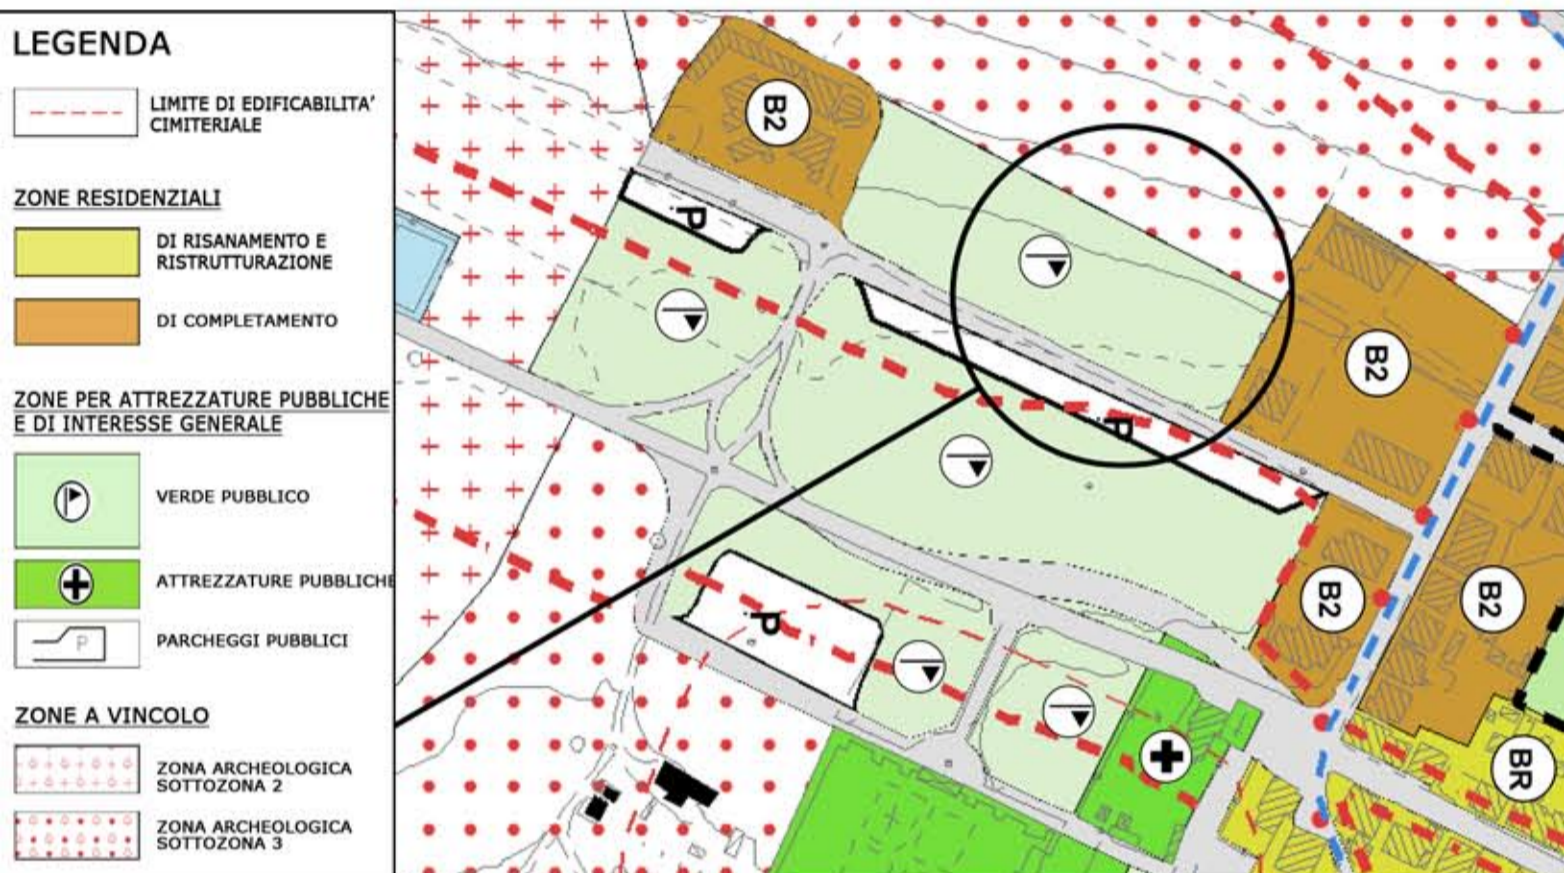 LEGENDA
LIMITE DI EDIFICABILITA'
CIMITERIALE
ZONE RESIDENZIALI
DI RISANAMENTO E
RISTRUTTURAZIONE
DI COMPLETAMENTO
ZONE PER ATTREZZATURE PUBBLICHE
E DI INTERESSE GENERALE
VERDE PUBBLICO
ATTREZZATURE PUBBLICHE
P
PARCHEGGI PUBBLICI
ZONE A VINCOLO
ZONA ARCHEOLOGICA
SOTTOZONA 2
ZONA ARCHEOLOGICA
SOTTOZONA 3
B2
P
B2
P
B2
B2
P
BR